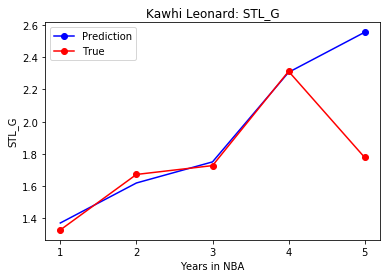 Kawhi Leonard: STL_G
Prediction
True
STL_G
2.6
2.4
2.2
2.0
1.8
1.6
1.4
1 2 3 4 5
Years in NBA